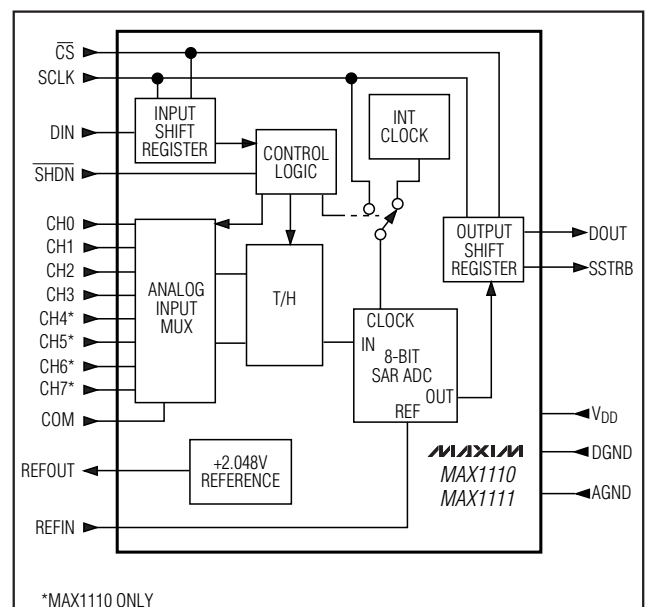 CS
SCLK
DIN
SHDN
CH0
CH1
CH2
CH3
CH4*
CH5*
CH6*
CH7*
COM
REFOUT
REFIN
INPUT
SHIFT
REGISTER
CONTROL
LOGIC
INT
CLOCK
ANALOG
INPUT
MUX
T/H
CLOCK
IN
8-BIT
SAR ADC
OUT
REF
OUTPUT
SHIFT
REGISTER
DOUT
SSTRB
+2.048V
REFERENCE
MAXIM
MAX1110
MAX1111
VDD
DGND
AGND
*MAX1110 ONLY